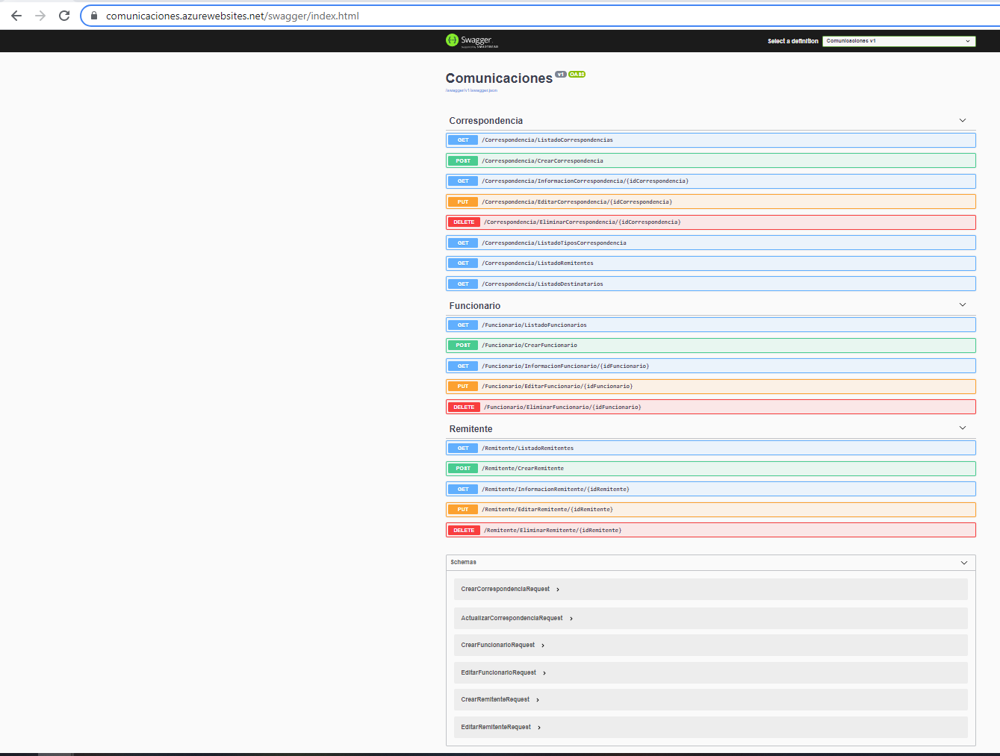 comunicaciones.azurewebsites.net/swagger/index.html
Swagger
Supported by SMARTBEAR
Select a definition
Comunicaciones v1
Comunicaciones v1 OAS3
/swagger/v1/swagger.json
Correspondencia
GET /Correspondencia/ListadoCorrespondencias
POST /Correspondencia/CrearCorrespondencia
GET /Correspondencia/InformacionCorrespondencia/{idCorrespondencia}
PUT /Correspondencia/EditarCorrespondencia/{idCorrespondencia}
DELETE /Correspondencia/EliminarCorrespondencia/{idCorrespondencia}
GET /Correspondencia/ListadoTiposCorrespondencia
GET /Correspondencia/ListadoRemitentes
GET /Correspondencia/ListadoDestinatarios
Funcionario
GET /Funcionario/ListadoFuncionarios
POST /Funcionario/CrearFuncionario
GET /Funcionario/InformacionFuncionario/{idFuncionario}
PUT /Funcionario/EditarFuncionario/{idFuncionario}
DELETE /Funcionario/EliminarFuncionario/{idFuncionario}
Remitente
GET /Remitente/ListadoRemitentes
POST /Remitente/CrearRemitente
GET /Remitente/InformacionRemitente/{idRemitente}
PUT /Remitente/EditarRemitente/{idRemitente}
DELETE /Remitente/EliminarRemitente/{idRemitente}
Schemas
CrearCorrespondenciaRequest
ActualizarCorrespondenciaRequest
CrearFuncionarioRequest
EditarFuncionarioRequest
CrearRemitenteRequest
EditarRemitenteRequest